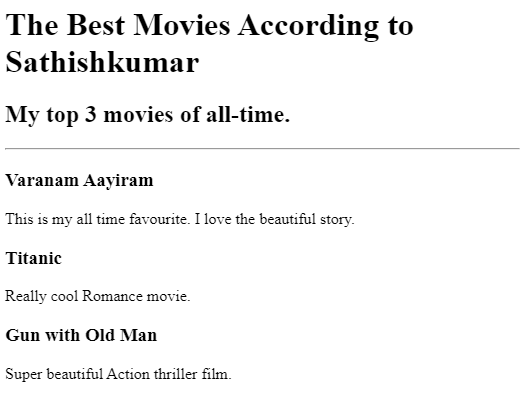 The Best Movies According to
Sathishkumar
My top 3 movies of all-time.
Varanam Aayiram
This is my all time favourite. I love the beautiful story.
Titanic
Really cool Romance movie.
Gun with Old Man
Super beautiful Action thriller film.